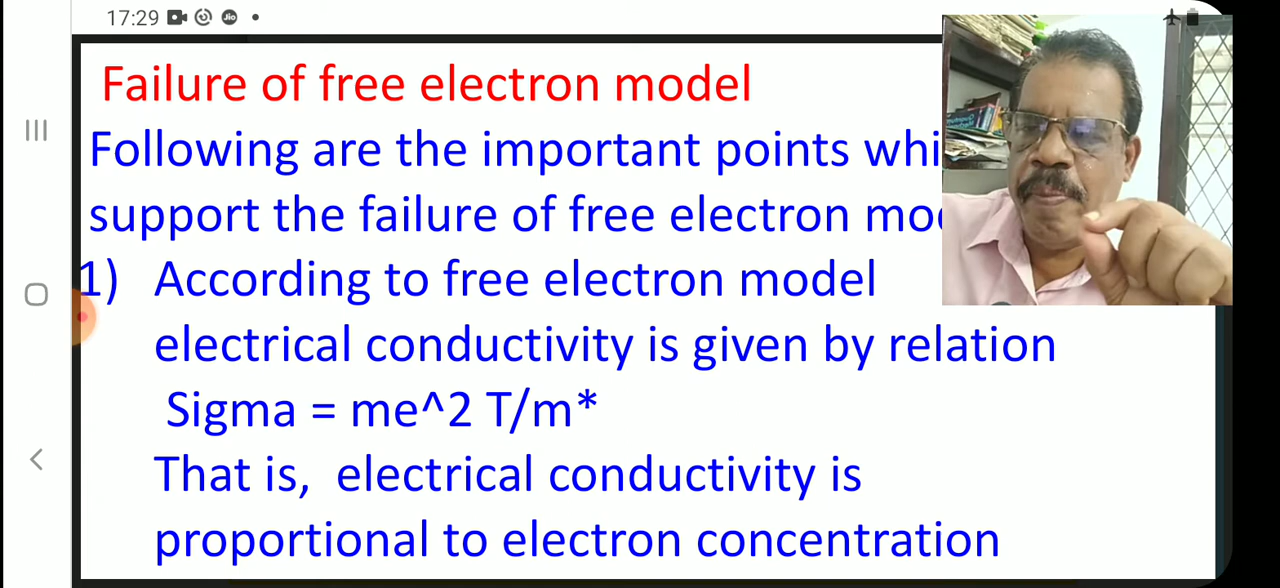 17:29
Failure of free electron model
Following are the important points whi
support the failure of free electron mo
1) According to free electron model
electrical conductivity is given by relation
Sigma = me^2 T/m*
That is, electrical conductivity is
proportional to electron concentration